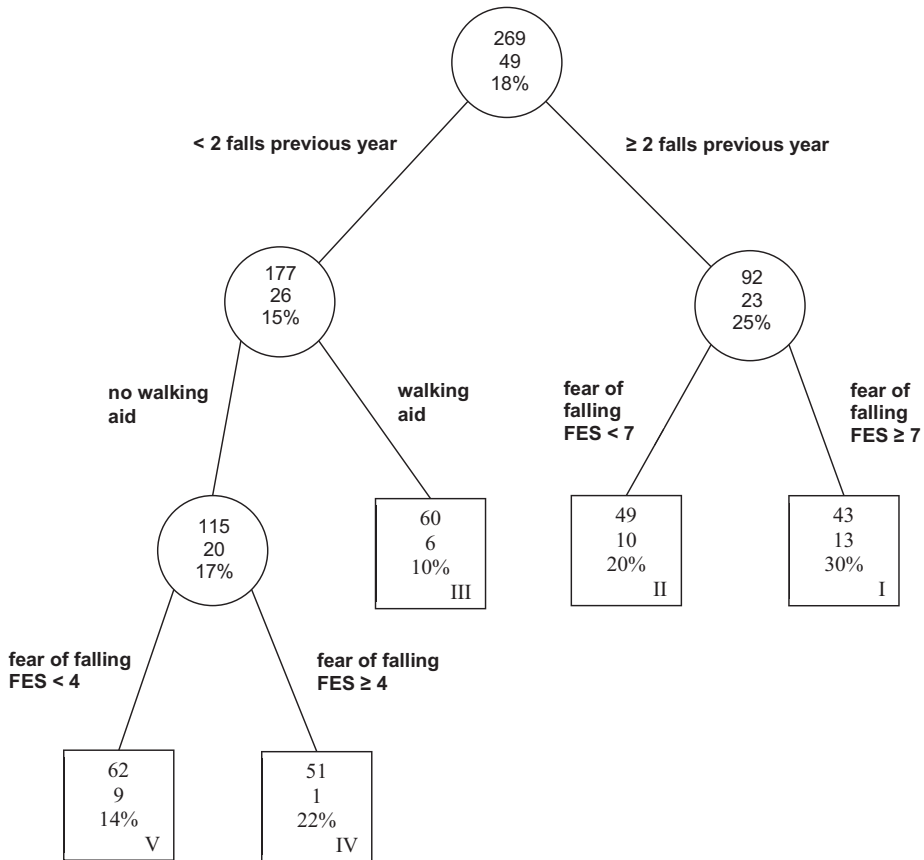 269
49
18%
< 2 falls previous year
≥ 2 falls previous year
177
26
15%
92
23
25%
no walking
aid
walking
aid
fear of
falling
FES < 7
fear of
falling
FES ≥ 7
115
20
17%
60
6
10%
III
49
10
20%
II
43
13
30%
I
fear of falling
FES < 4
fear of falling
FES ≥ 4
62
9
14%
V
51
1
22%
IV